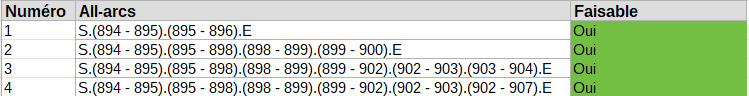 Numéro All-arcs Faisable
1 S.(894 - 895).(895 - 896).E Oui
2 S.(894 - 895).(895 - 898).(898 - 899).(899 - 900).E Oui
3 S.(894 - 895).(895 - 898).(898 - 899).(899 - 902).(902 - 903).(903 - 904).E Oui
4 S.(894 - 895).(895 - 898).(898 - 899).(899 - 902).(902 - 903).(902 - 907).E Oui